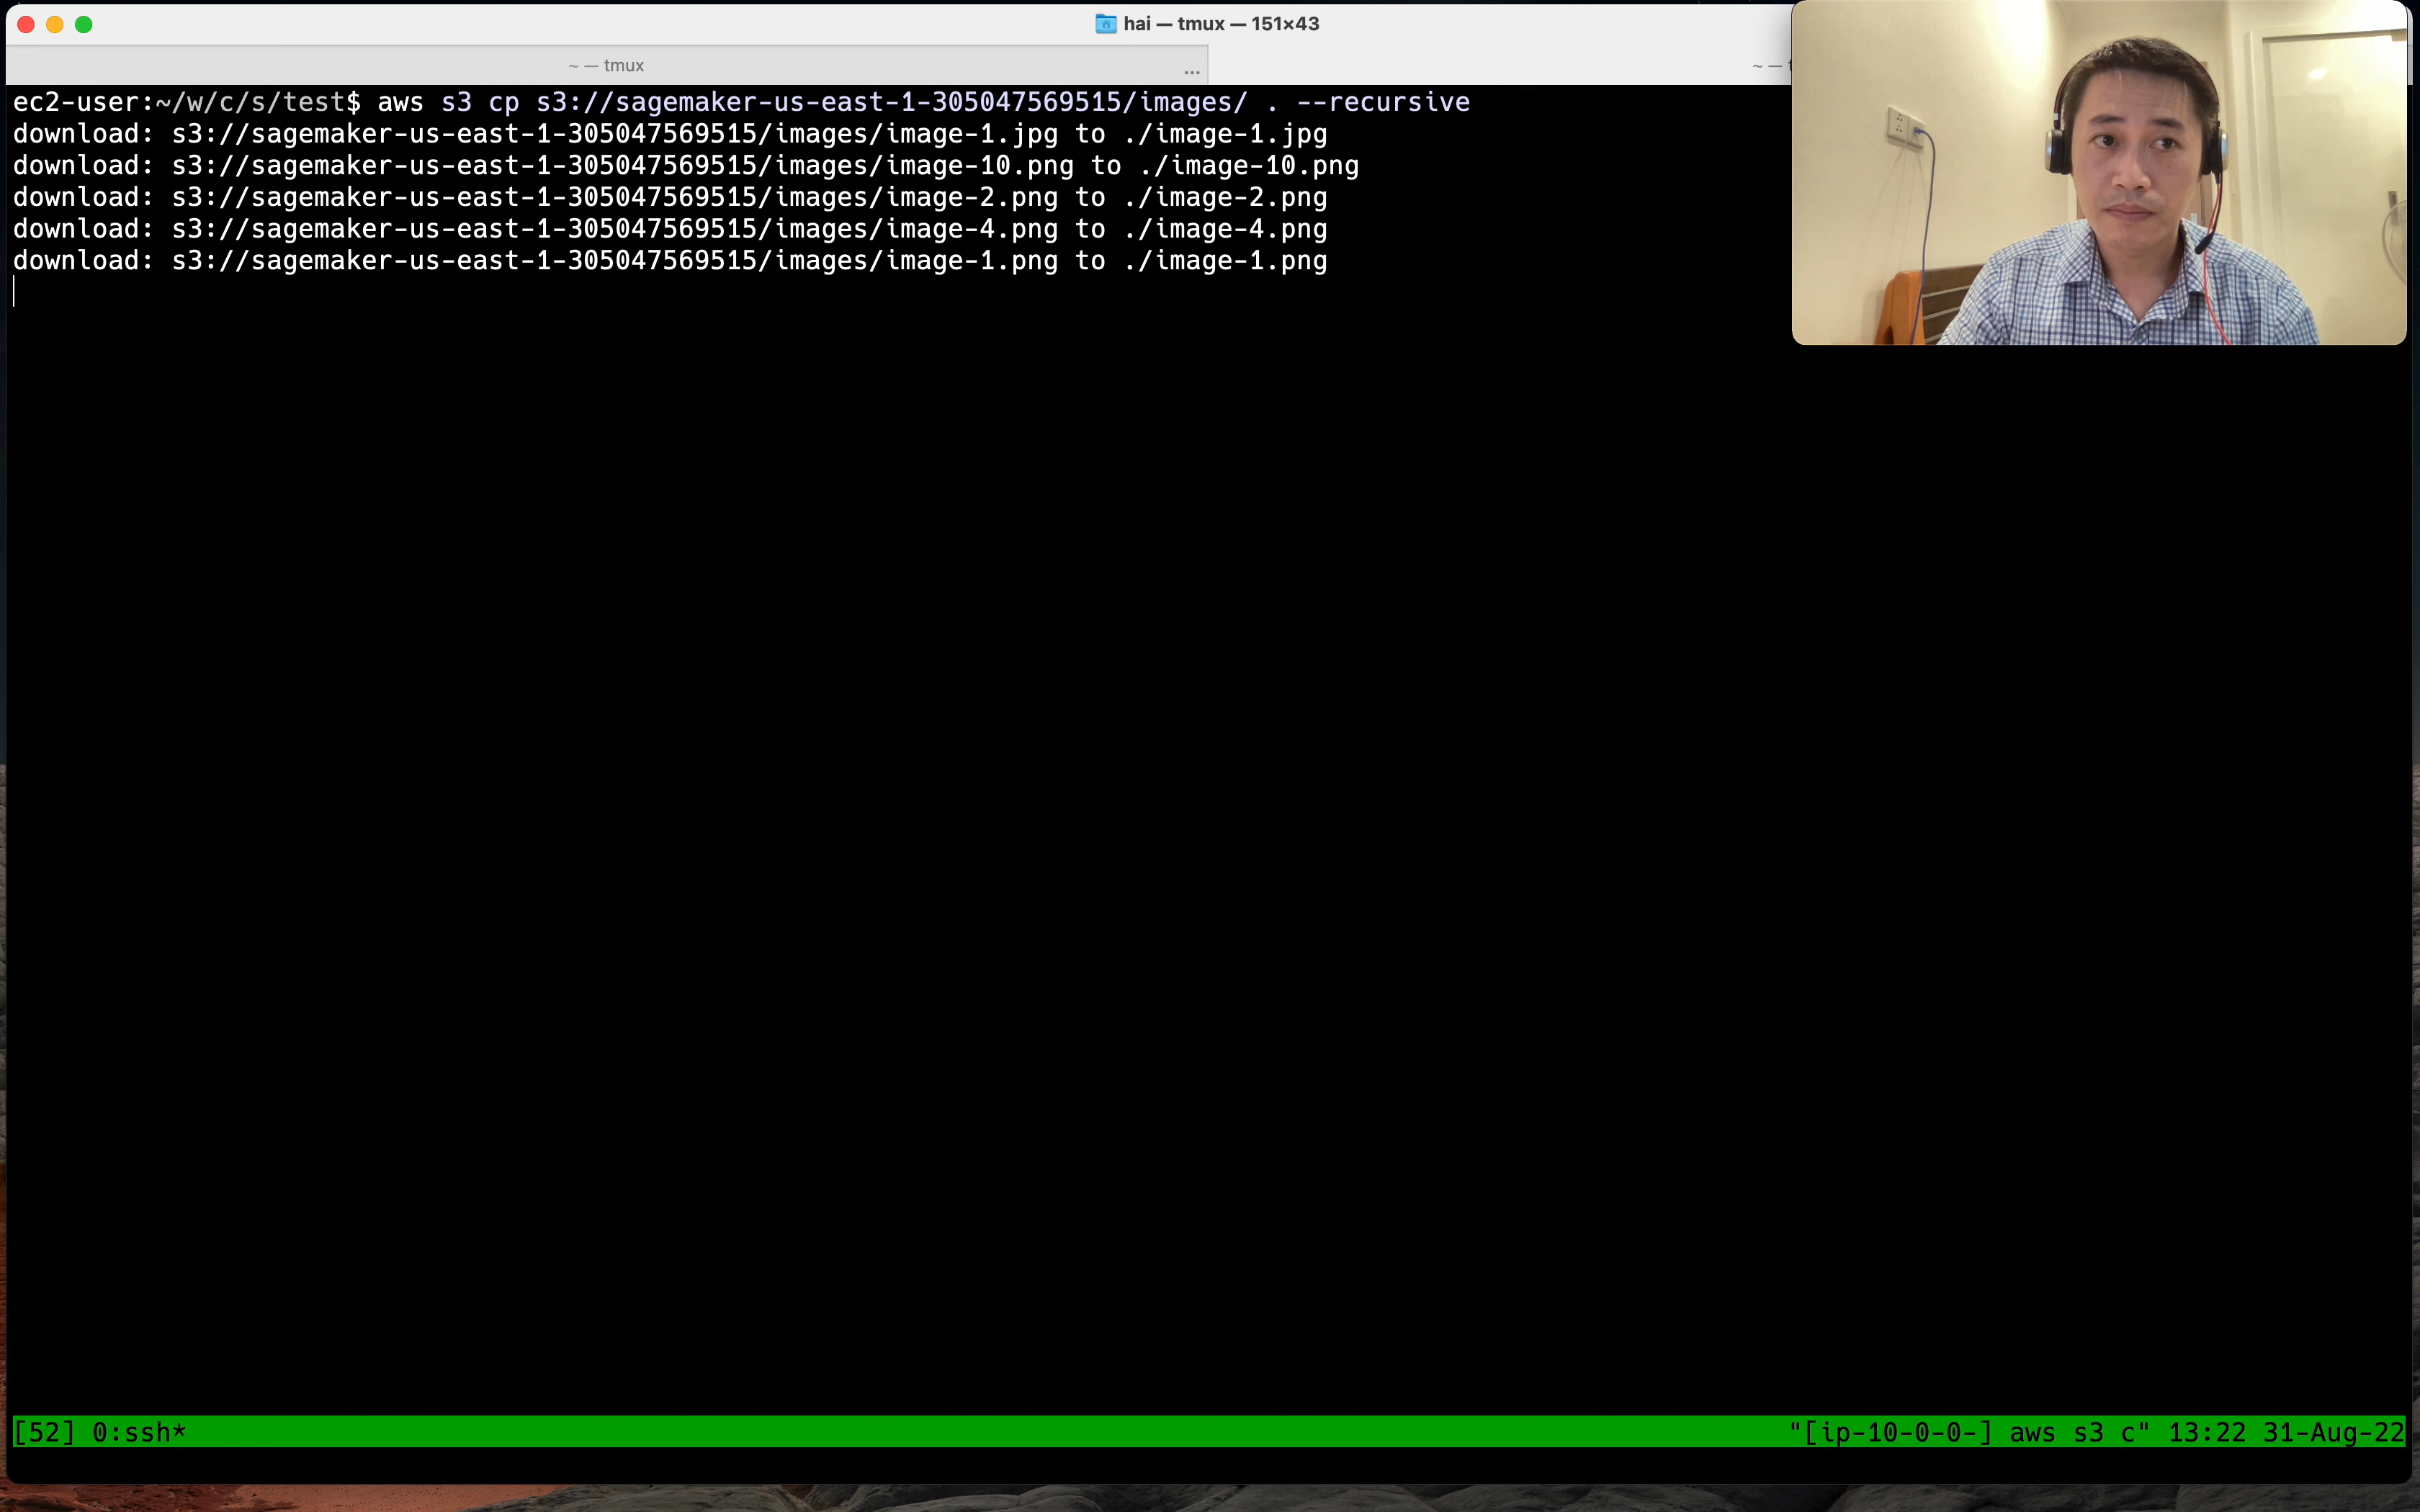 hai — tmux — 151×43
~ — tmux ...
~ —
ec2-user:~/w/c/s/test$ aws s3 cp s3://sagemaker-us-east-1-305047569515/images/ . --recursive
download: s3://sagemaker-us-east-1-305047569515/images/image-1.jpg to ./image-1.jpg
download: s3://sagemaker-us-east-1-305047569515/images/image-10.png to ./image-10.png
download: s3://sagemaker-us-east-1-305047569515/images/image-2.png to ./image-2.png
download: s3://sagemaker-us-east-1-305047569515/images/image-4.png to ./image-4.png
download: s3://sagemaker-us-east-1-305047569515/images/image-1.png to ./image-1.png
[52] 0:ssh* "[ip-10-0-0-] aws s3 c" 13:22 31-Aug-22